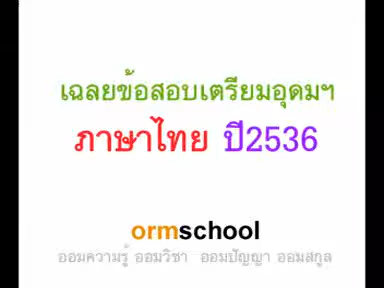 เฉลยข้อสอบเตรียมอุดมฯ
ภาษาไทย ปี2536
ormschool
ออมความรู้ ออมวิชา ออมปัญญา ออมสกูล